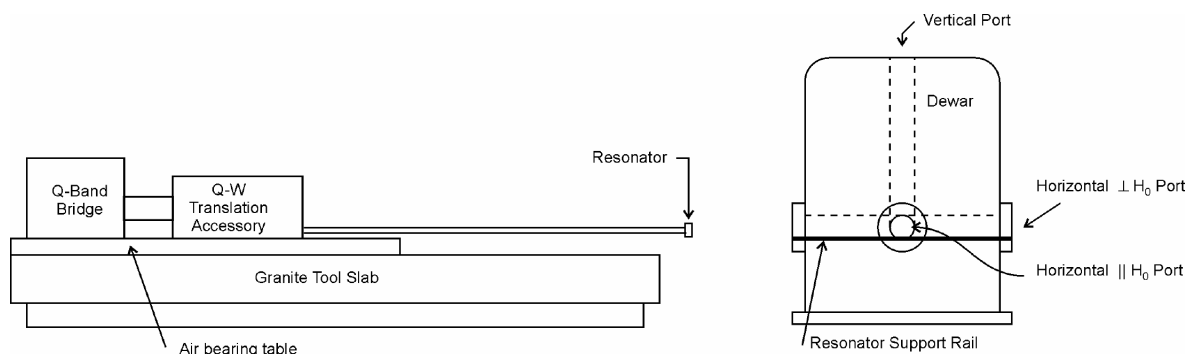 Vertical Port
Dewar
Resonator
Q-Band
Bridge
Q-W
Translation
Accessory
Horizontal ⊥ H₀ Port
Granite Tool Slab
Horizontal || H₀ Port
Air bearing table
Resonator Support Rail